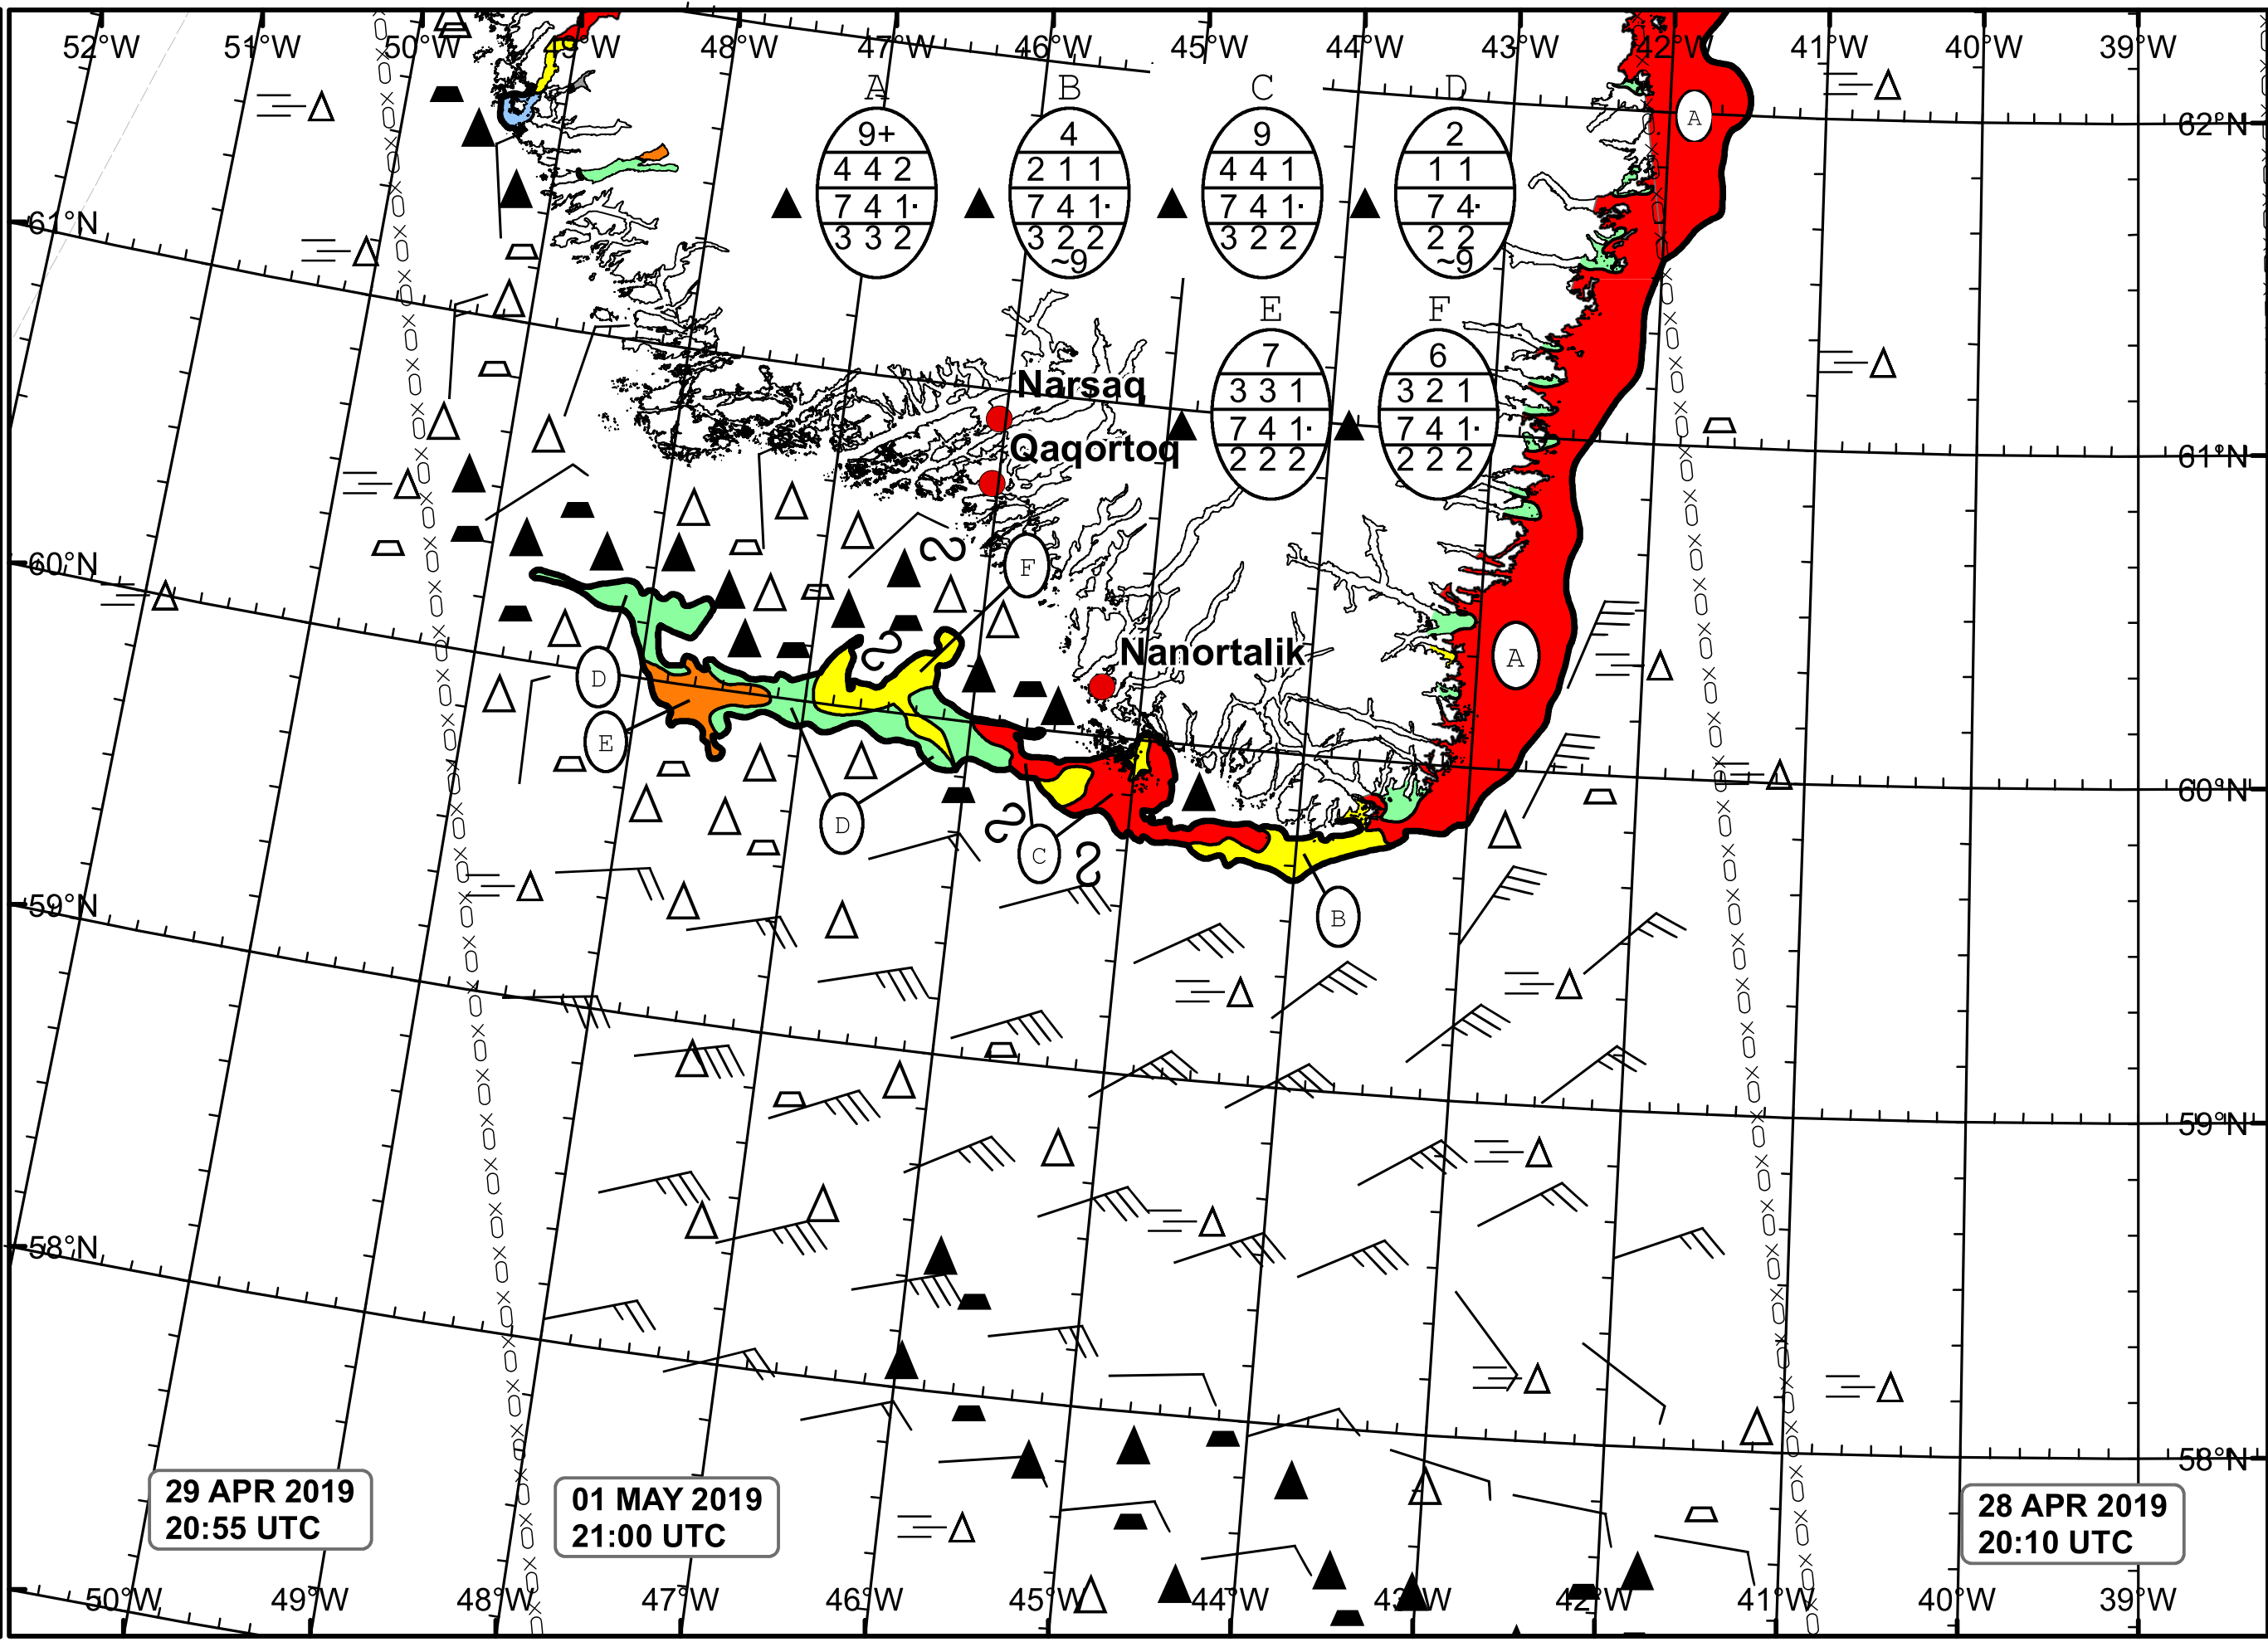 52°W 51°W 50°W 49°W 48°W 47°W 46°W 45°W 44°W 43°W 42°W 41°W 40°W 39°W
A B C D
9+ 4 9 2
4 4 2 2 1 1 4 4 1 1 1
7 4 1· 7 4 1· 7 4 1· 7 4·
3 3 2 3 2 2 3 2 2 2 2
~9 ~9
A
62°N
61°N
E F
7 6
3 3 1 3 2 1
7 4 1· 7 4 1·
2 2 2 2 2 2
Narsaq
Qaqortoq
61°N
60°N
F
Nanortalik
A
D
E
60°N
D
C
59°N
B
59°N
58°N
58°N
29 APR 2019
20:55 UTC
01 MAY 2019
21:00 UTC
28 APR 2019
20:10 UTC
50°W 49°W 48°W 47°W 46°W 45°W 44°W 43°W 42°W 41°W 40°W 39°W